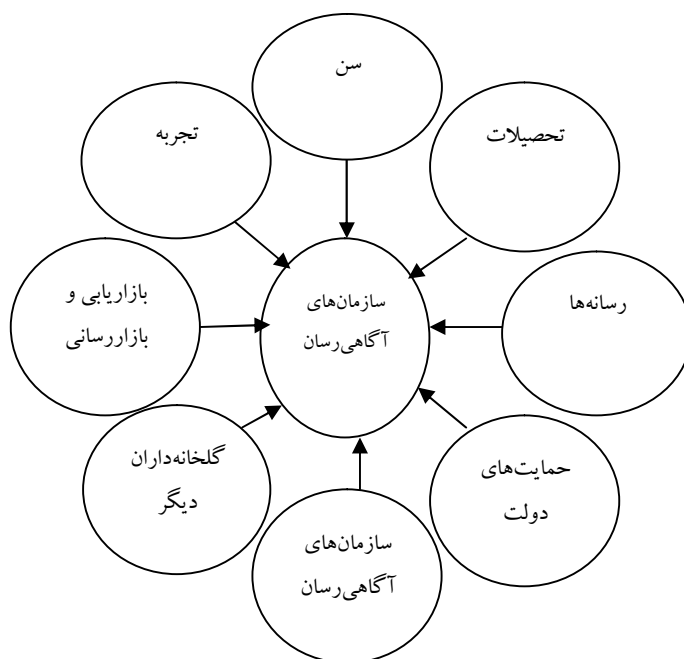 سن
تحصیلات
تجربه
رسانه‌ها
سازمان‌های
آگاهی‌رسان
بازاریابی و
بازاررسانی
حمایت‌های
دولت
گلخانه‌داران
دیگر
سازمان‌های
آگاهی‌رسان